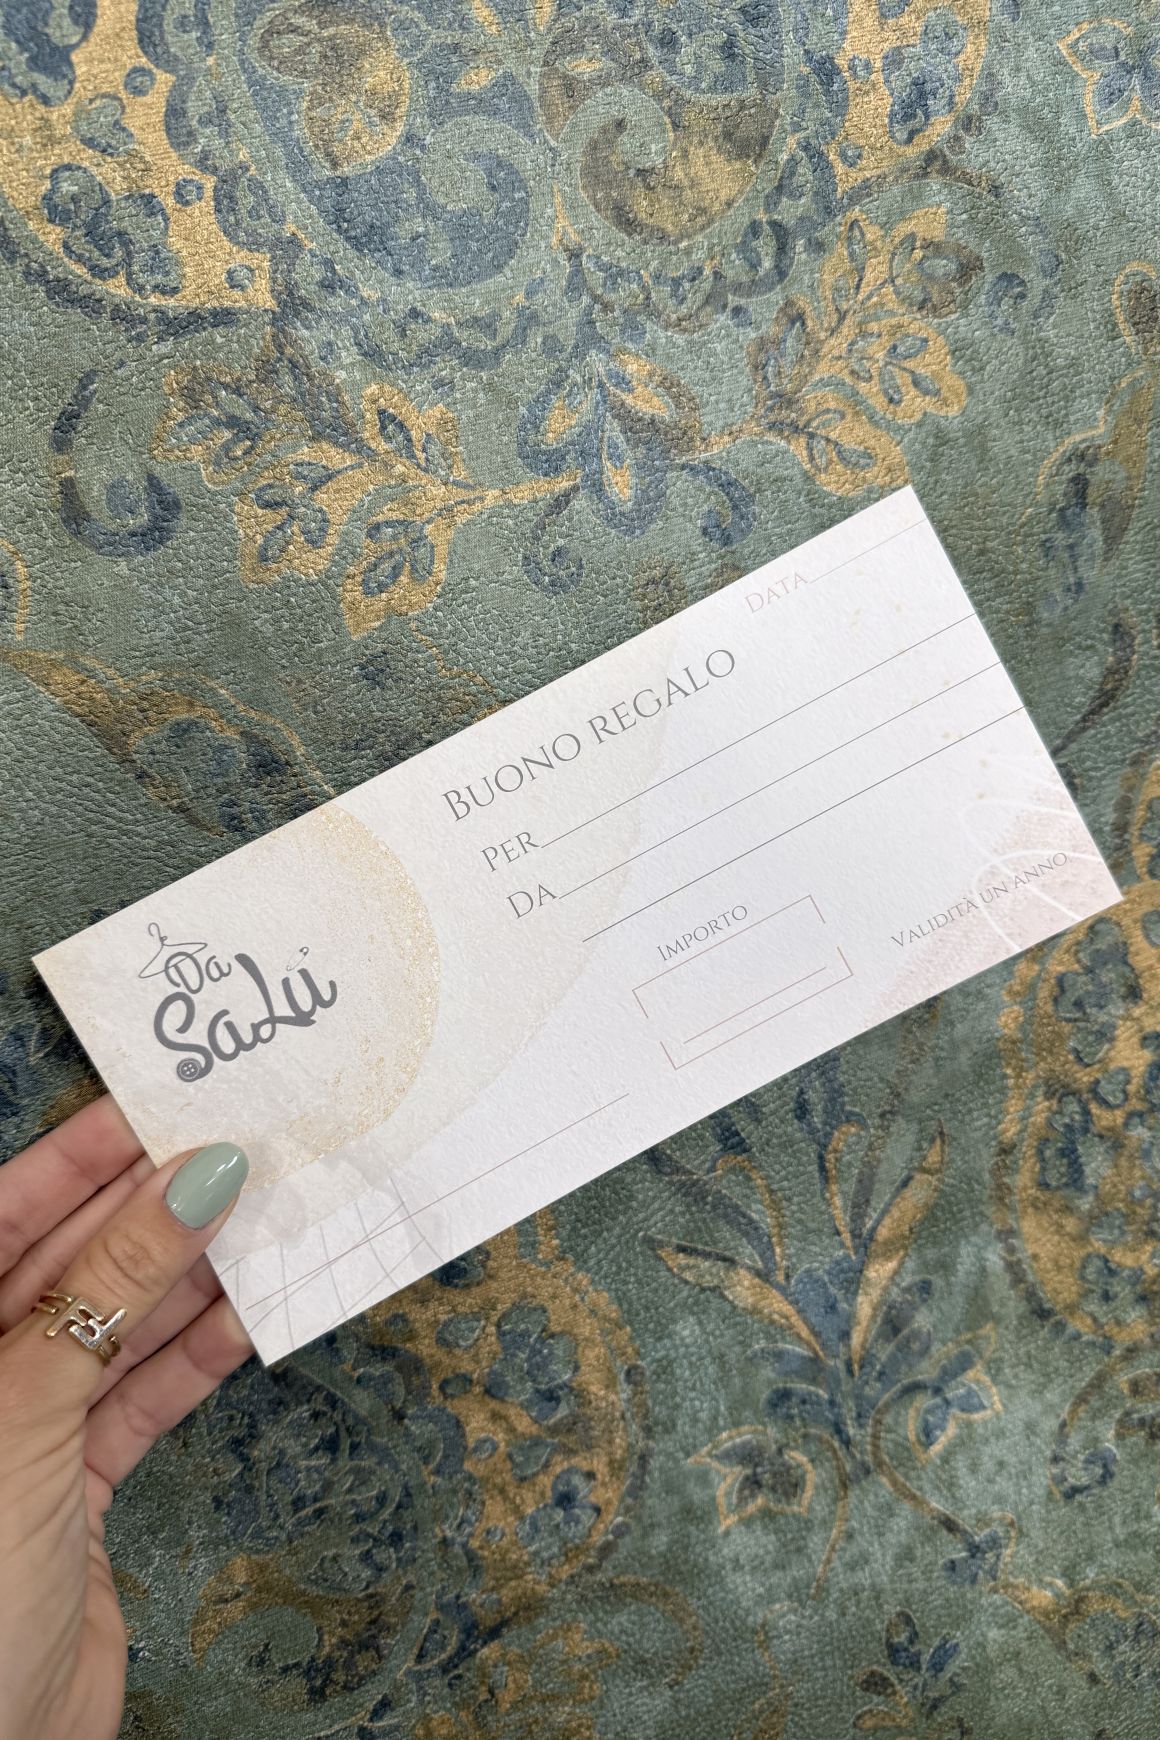 Da
SaLù
DATA
BUONO REGALO
PER
DA
IMPORTO
VALIDITÀ UN ANNO